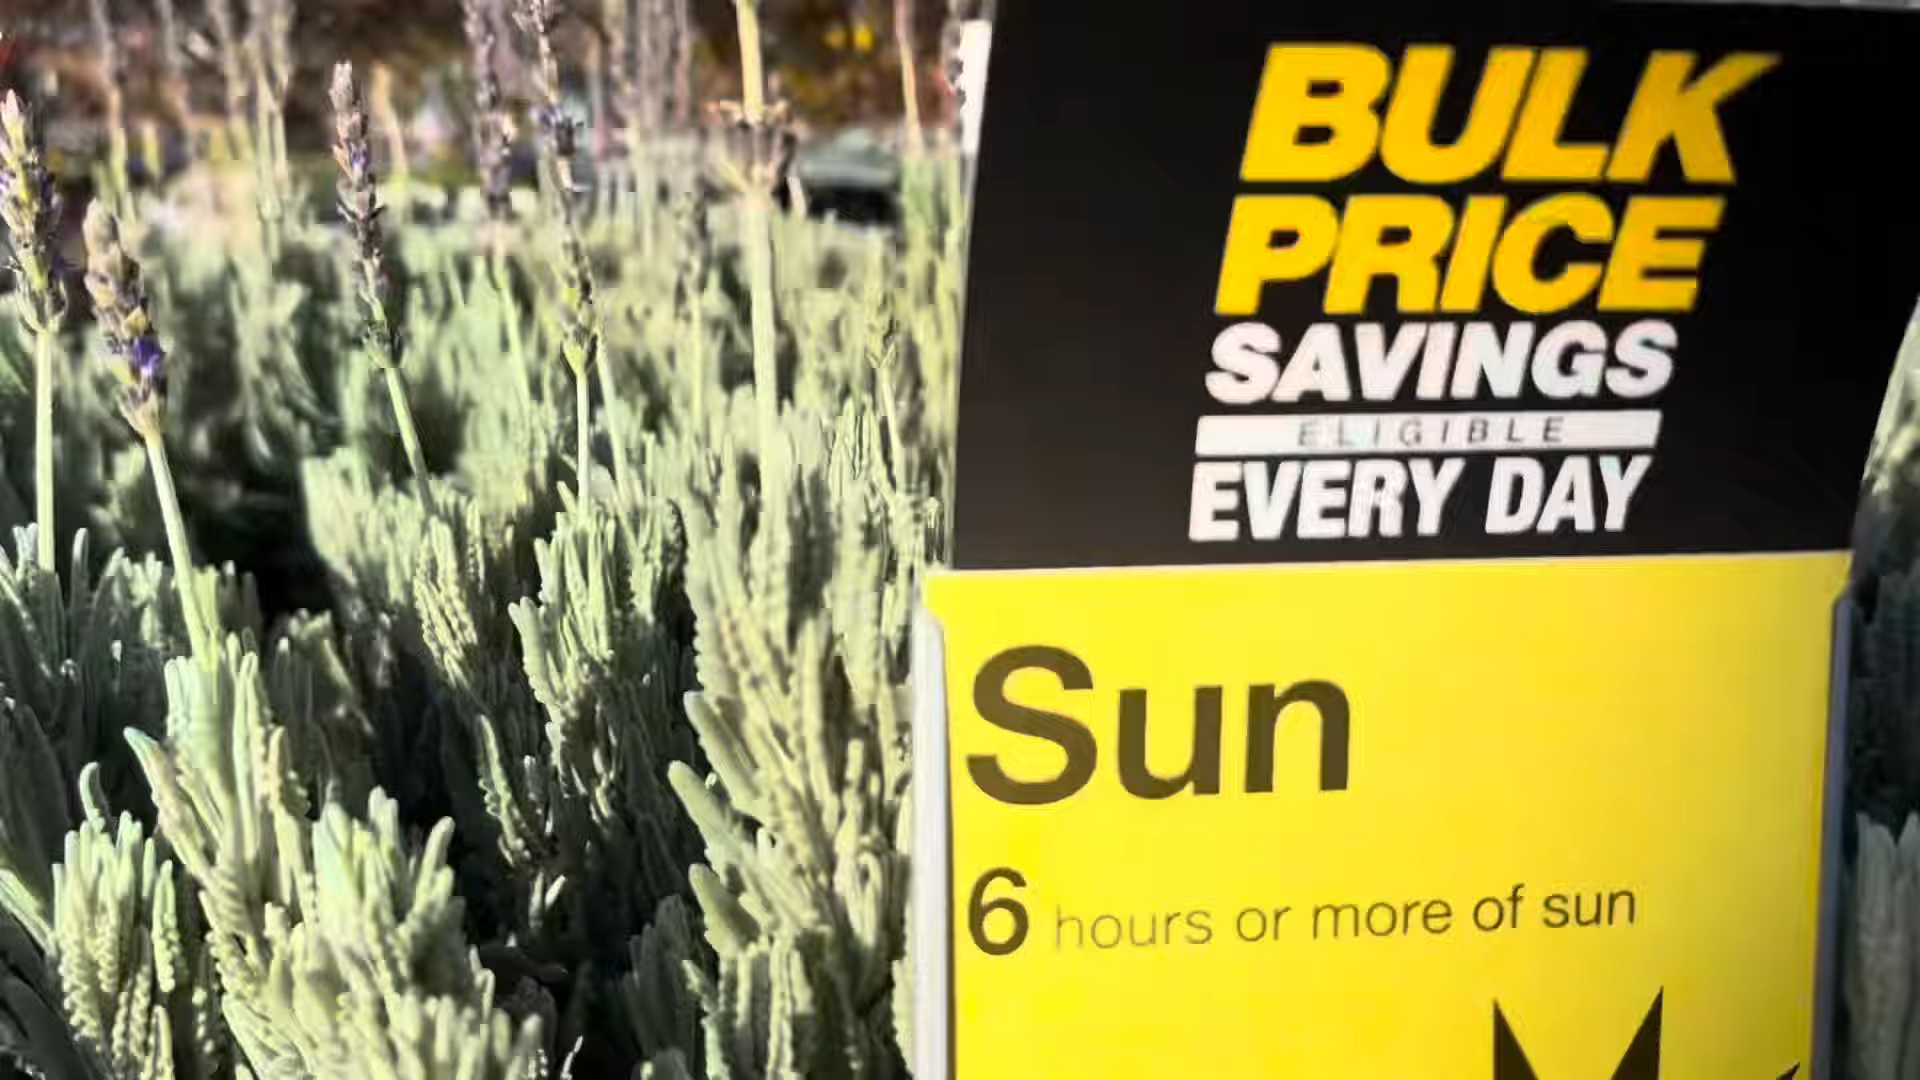 BULK
PRICE
SAVINGS
ELIGIBLE
EVERY DAY
Sun
6 hours or more of sun